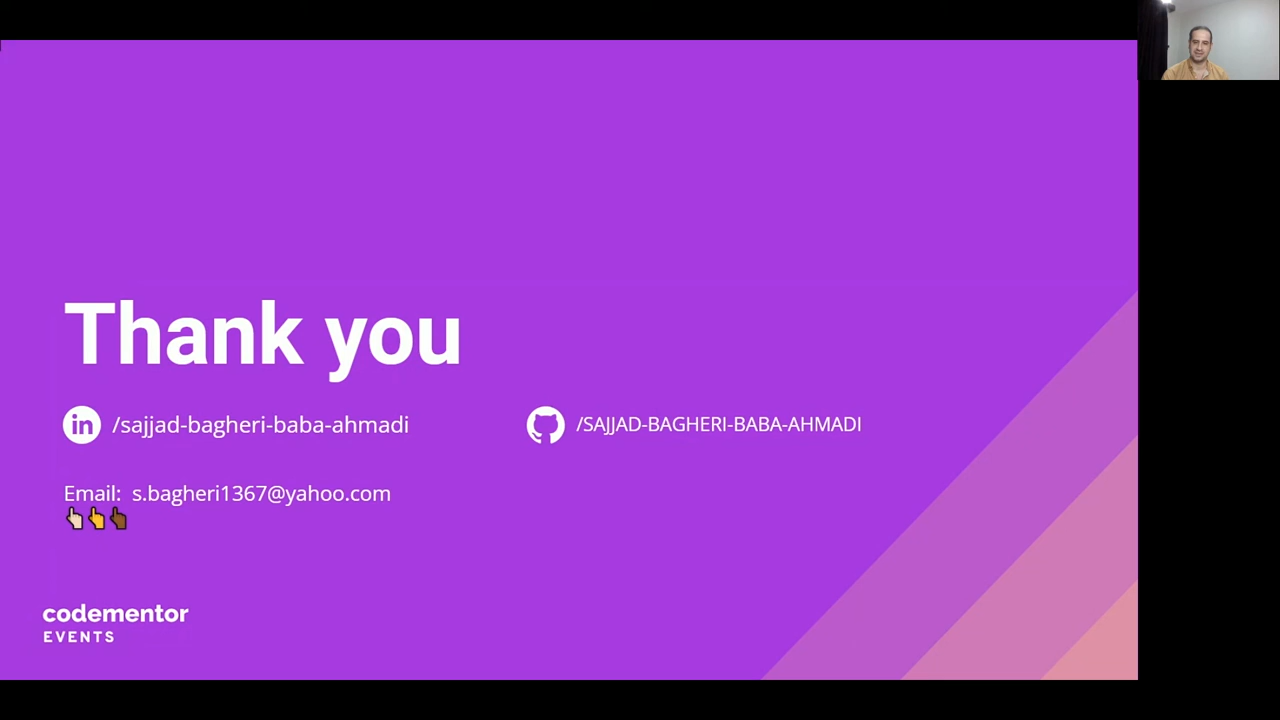 Thank you
/sajjad-bagheri-baba-ahmadi
/SAJJAD-BAGHERI-BABA-AHMADI
Email: s.bagheri1367@yahoo.com
codementor
EVENTS